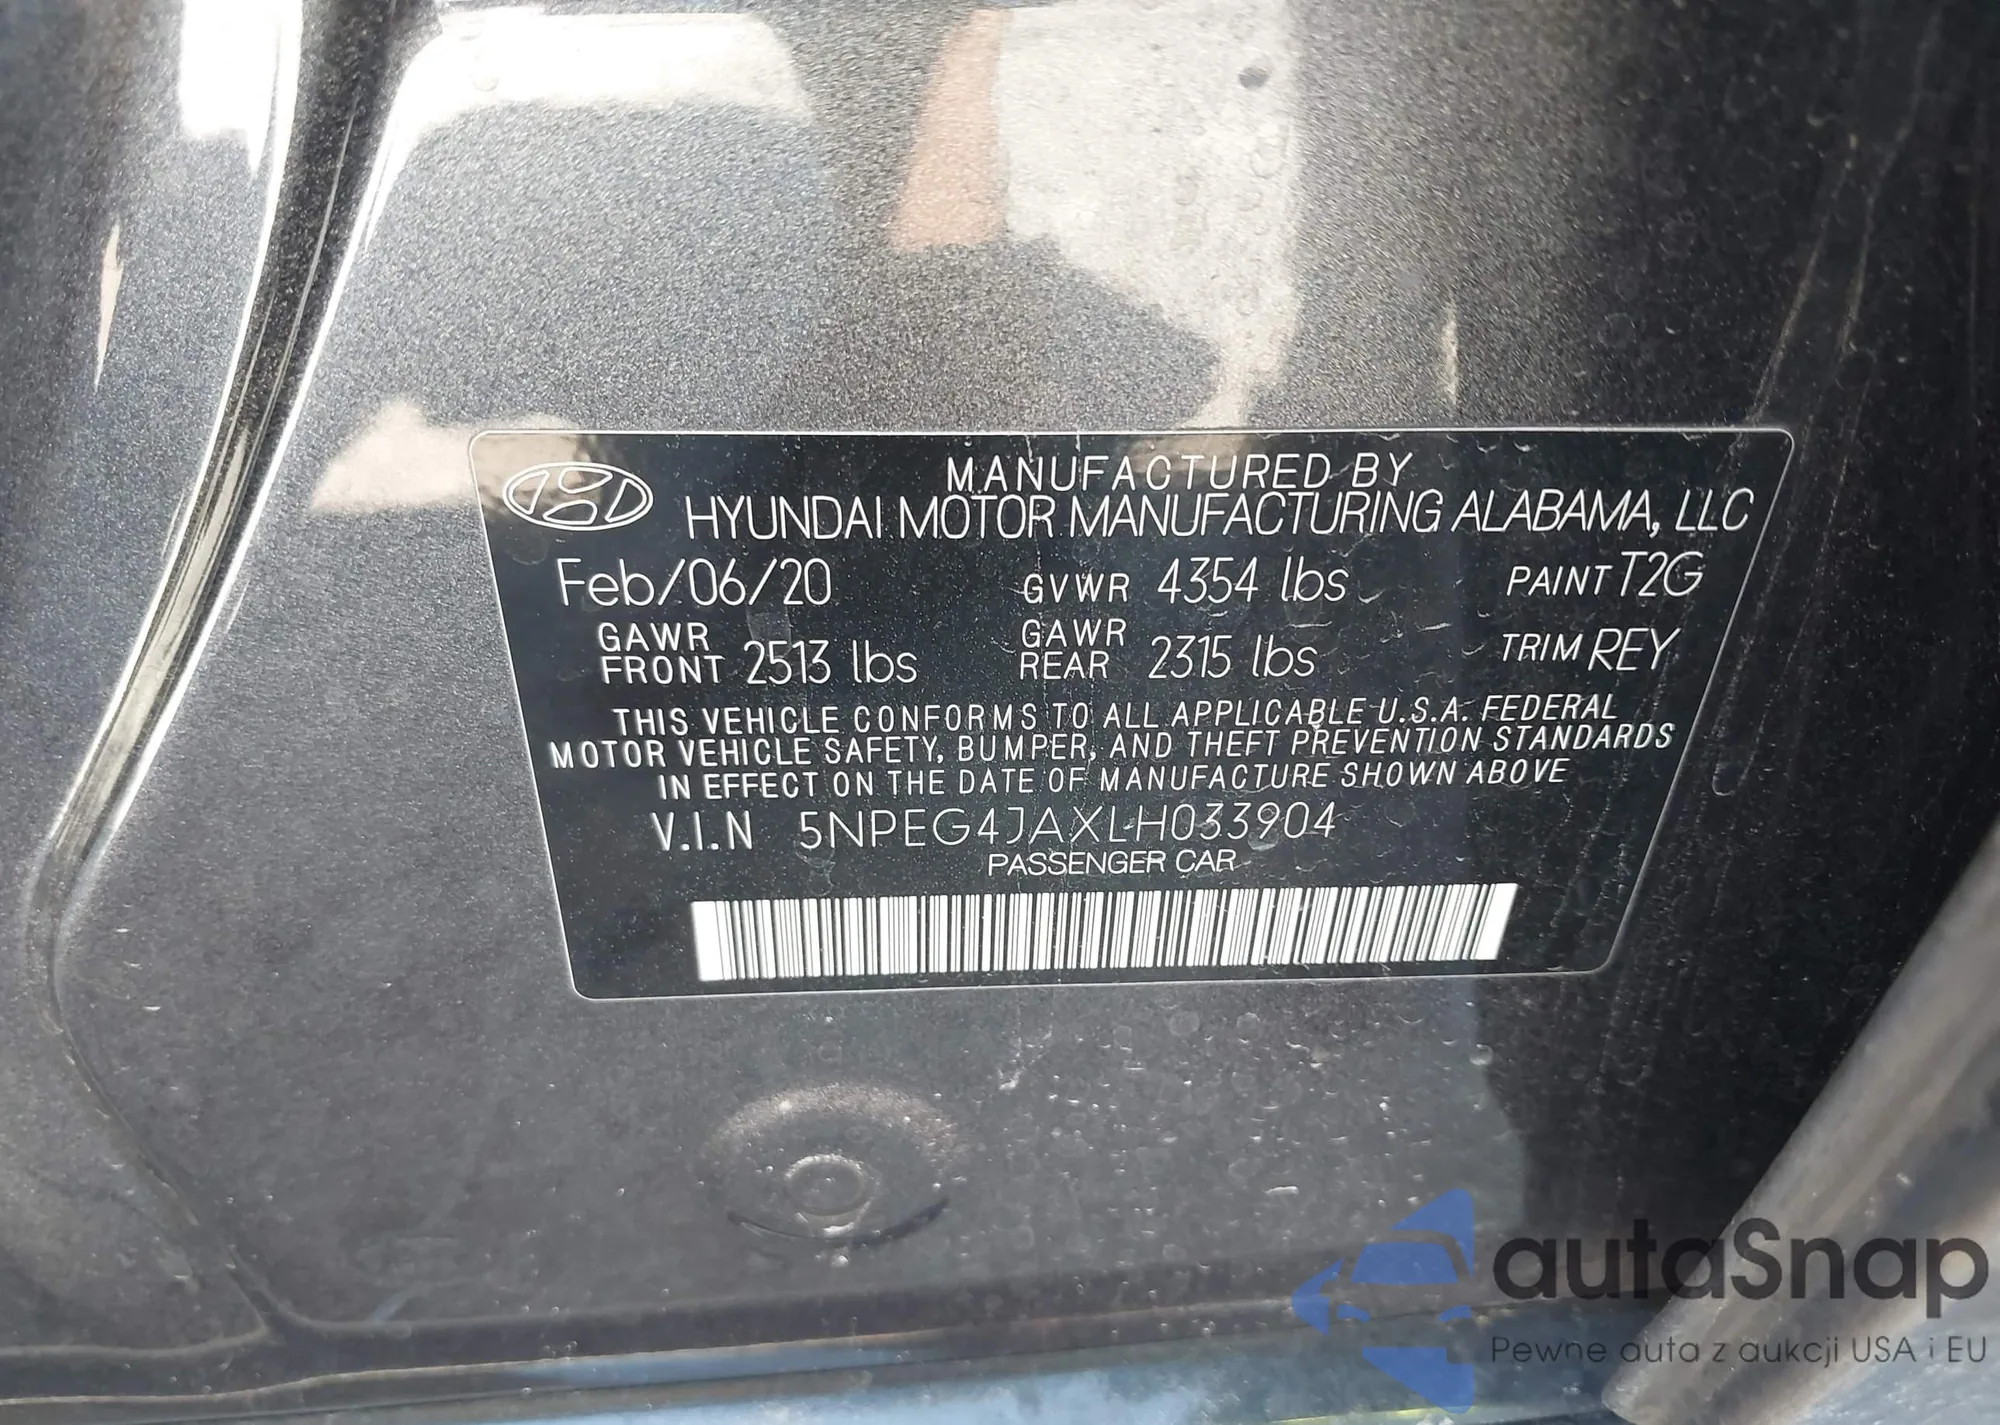 MANUFACTURED BY
HYUNDAI MOTOR MANUFACTURING ALABAMA, LLC
Feb/06/20 GVWR 4354 lbs PAINT T2G
GAWR FRONT 2513 lbs GAWR REAR 2315 lbs TRIM REY
THIS VEHICLE CONFORMS TO ALL APPLICABLE U.S.A. FEDERAL
MOTOR VEHICLE SAFETY, BUMPER, AND THEFT PREVENTION STANDARDS
IN EFFECT ON THE DATE OF MANUFACTURE SHOWN ABOVE
V.I.N 5NPEG4JAXLH033904
PASSENGER CAR
autaSnap
Pewne auta z aukcji USA i EU